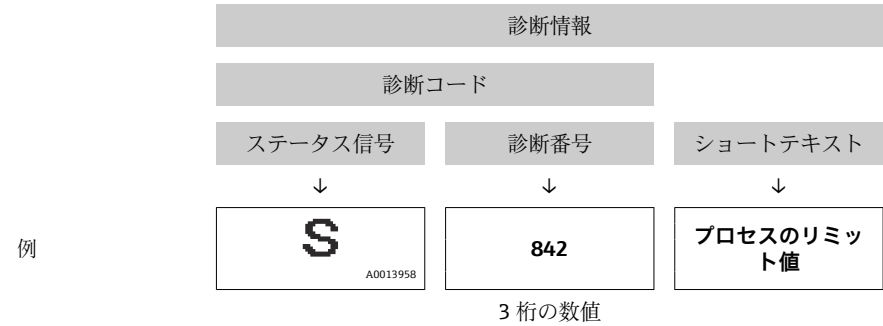 診断情報
診断コード
ステータス信号 診断番号 ショートテキスト
↓ ↓ ↓
例
S
A0013958
842
プロセスのリミッ
ト値
3 桁の数値